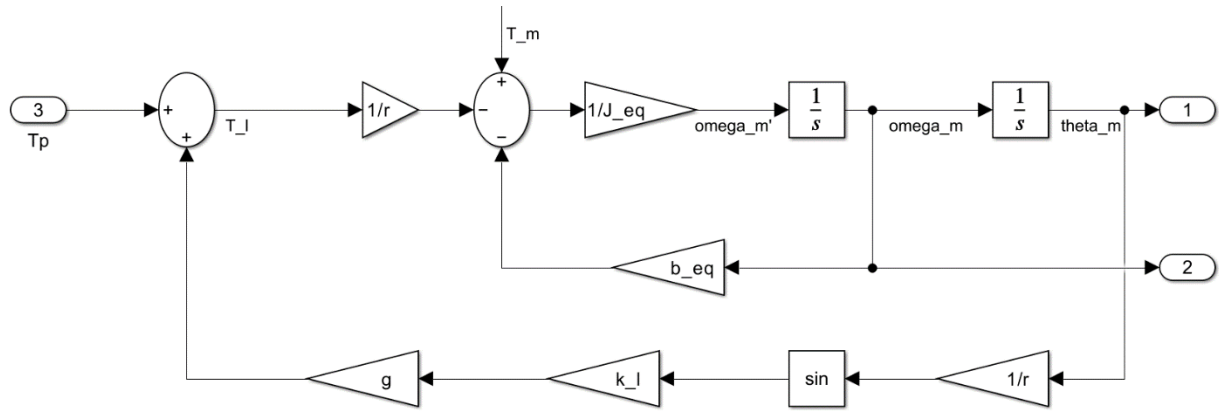 T_m
+
3
Tp
+
+
T_l
1/r
−
−
1/J_eq
omega_m'
1
s
omega_m
1
s
theta_m
1
b_eq
2
g
k_l
sin
1/r